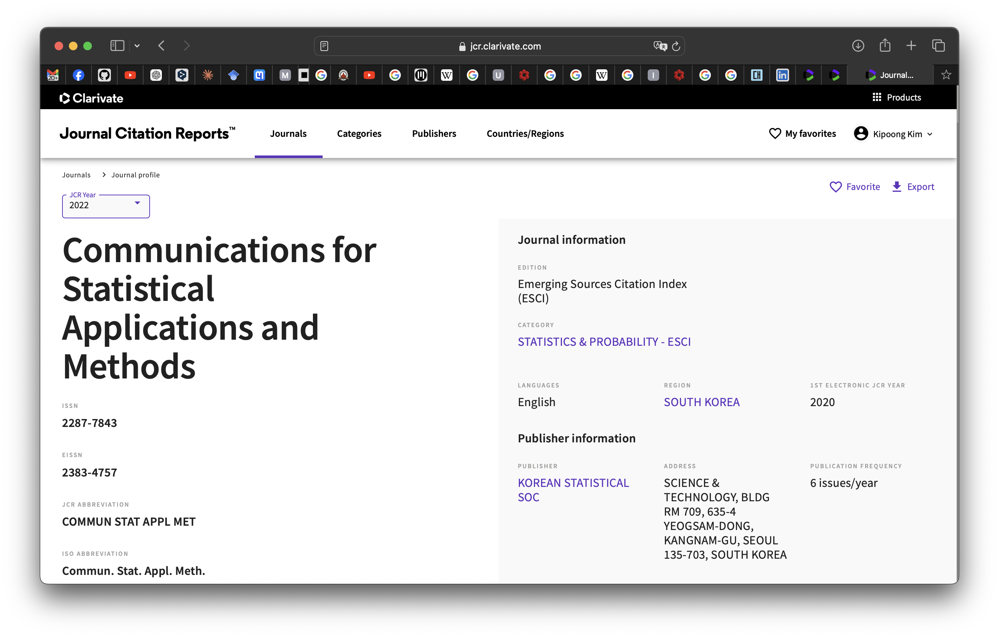 jcr.clarivate.com
20+
M
W
U
W
I
CH
in
Journal...
Clarivate
Products
Journal Citation Reports™
Journals
Categories
Publishers
Countries/Regions
My favorites
Kipoong Kim
Journals > Journal profile
Favorite
Export
JCR Year
2022
Communications for
Statistical
Applications and
Methods
ISSN
2287-7843
EISSN
2383-4757
JCR ABBREVIATION
COMMUN STAT APPL MET
ISO ABBREVIATION
Commun. Stat. Appl. Meth.
Journal information
EDITION
Emerging Sources Citation Index
(ESCI)
CATEGORY
STATISTICS & PROBABILITY - ESCI
LANGUAGES
English
REGION
SOUTH KOREA
1ST ELECTRONIC JCR YEAR
2020
Publisher information
PUBLISHER
KOREAN STATISTICAL
SOC
ADDRESS
SCIENCE &
TECHNOLOGY, BLDG
RM 709, 635-4
YEOGSAM-DONG,
KANGNAM-GU, SEOUL
135-703, SOUTH KOREA
PUBLICATION FREQUENCY
6 issues/year